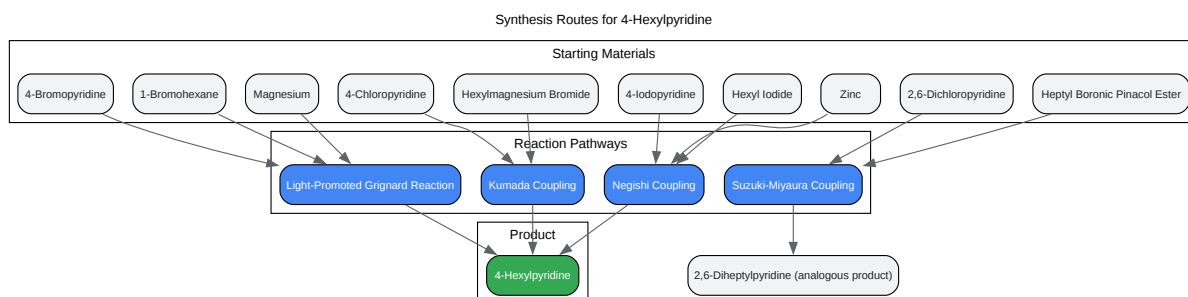 Synthesis Routes for 4-Hexylpyridine
Starting Materials
4-Bromopyridine
1-Bromohexane
Magnesium
4-Chloropyridine
Hexylmagnesium Bromide
4-Iodopyridine
Hexyl Iodide
Zinc
2,6-Dichloropyridine
Heptyl Boronic Pinacol Ester
Reaction Pathways
Light-Promoted Grignard Reaction
Kumada Coupling
Negishi Coupling
Suzuki-Miyaura Coupling
Product
4-Hexylpyridine
2,6-Diheptylpyridine (analogous product)